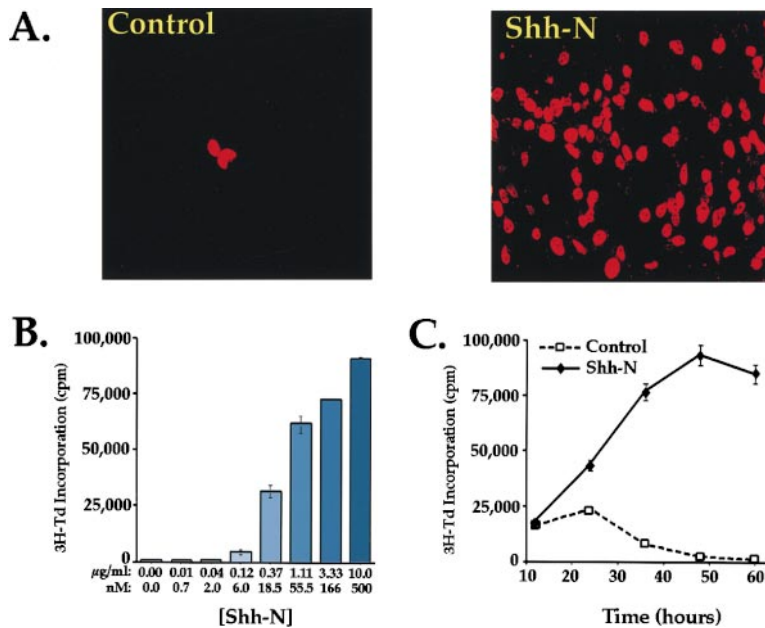 A.
Control
Shh-N
B.
100,000
75,000
50,000
25,000
0
3H-Td Incorporation (cpm)
µg/ml: 0.00 0.01 0.04 0.12 0.37 1.11 3.33 10.0
nM: 0.0 0.7 2.0 6.0 18.5 55.5 166 500
[Shh-N]
C.
100,000
75,000
50,000
25,000
0
3H-Td Incorporation (cpm)
Control
Shh-N
10 20 30 40 50 60
Time (hours)